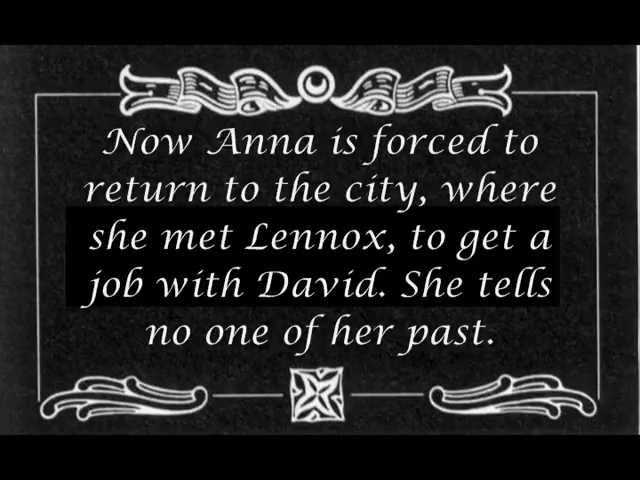 Now Anna is forced to
return to the city, where
she met Lennox, to get a
job with David. She tells
no one of her past.